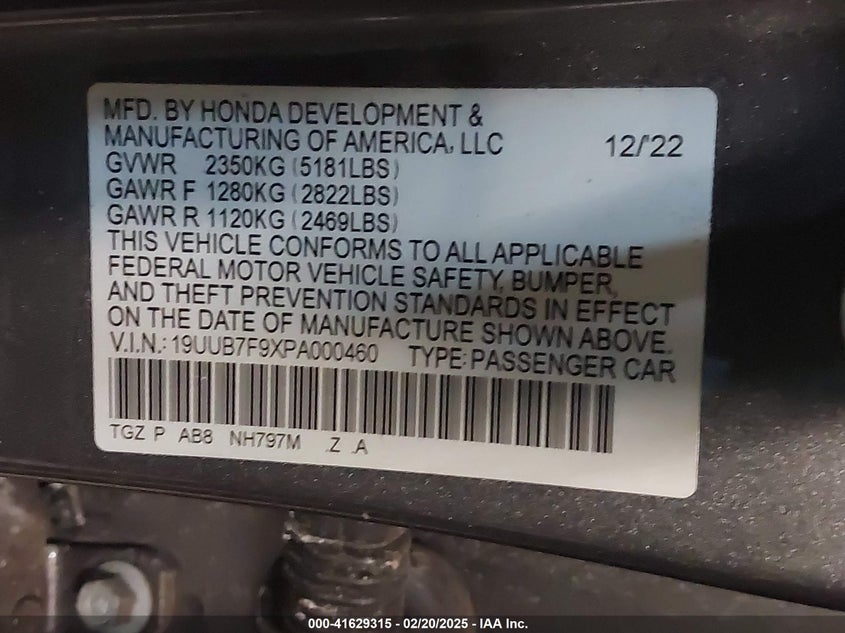 MFD. BY HONDA DEVELOPMENT &
MANUFACTURING OF AMERICA, LLC 12/'22
GVWR 2350KG (5181LBS)
GAWR F 1280KG (2822LBS)
GAWR R 1120KG (2469LBS)
THIS VEHICLE CONFORMS TO ALL APPLICABLE
FEDERAL MOTOR VEHICLE SAFETY, BUMPER,
AND THEFT PREVENTION STANDARDS IN EFFECT
ON THE DATE OF MANUFACTURE SHOWN ABOVE.
V.I.N.: 19UUB7F9XPA000460 TYPE: PASSENGER CAR
TGZ P AB8 NH797M .Z .A
000-41629315 - 02/20/2025 - IAA Inc.